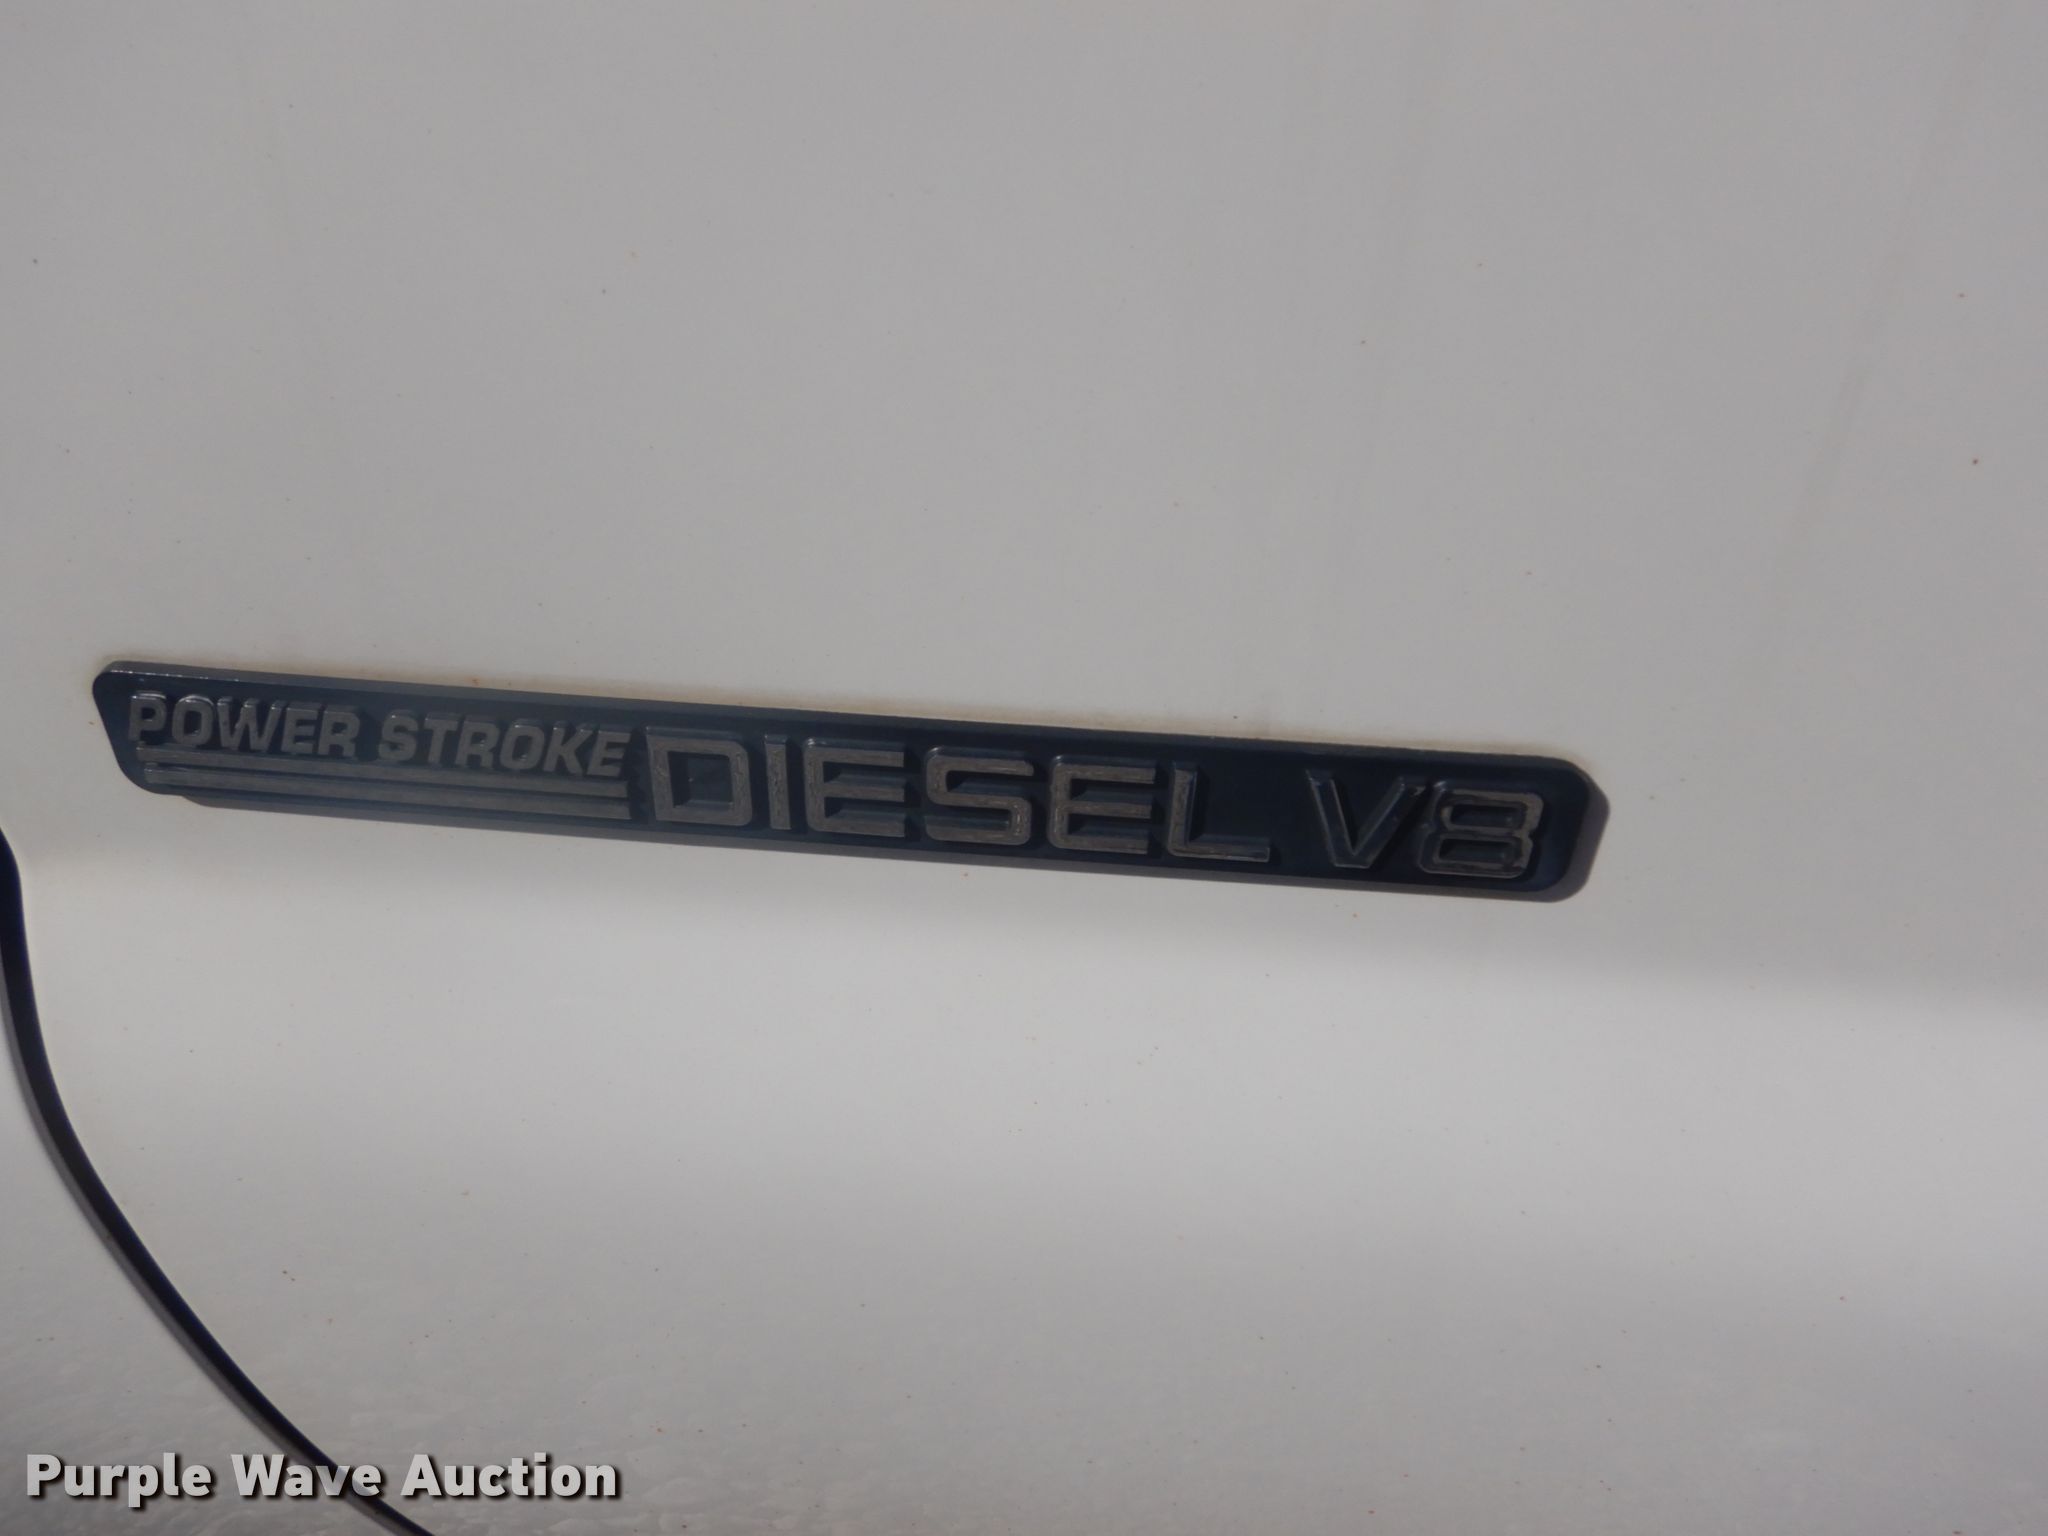 POWER STROKE DIESEL V8
Purple Wave Auction